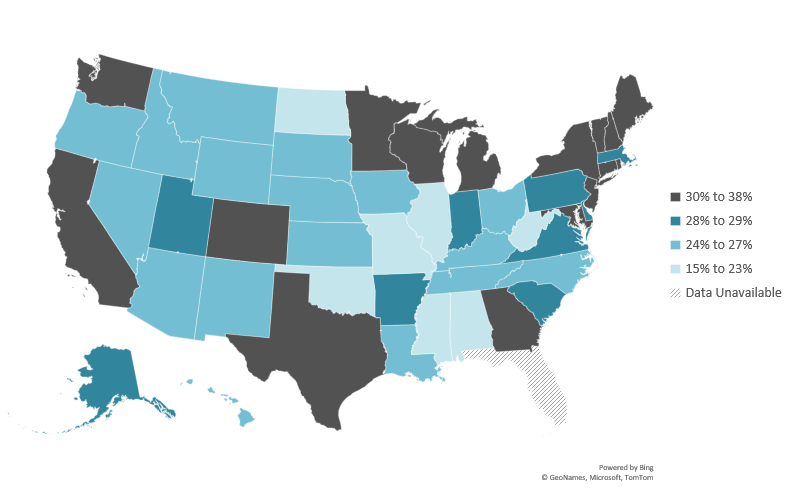 30% to 38%
28% to 29%
24% to 27%
15% to 23%
Data Unavailable
Powered by Bing
© GeoNames, Microsoft, TomTom